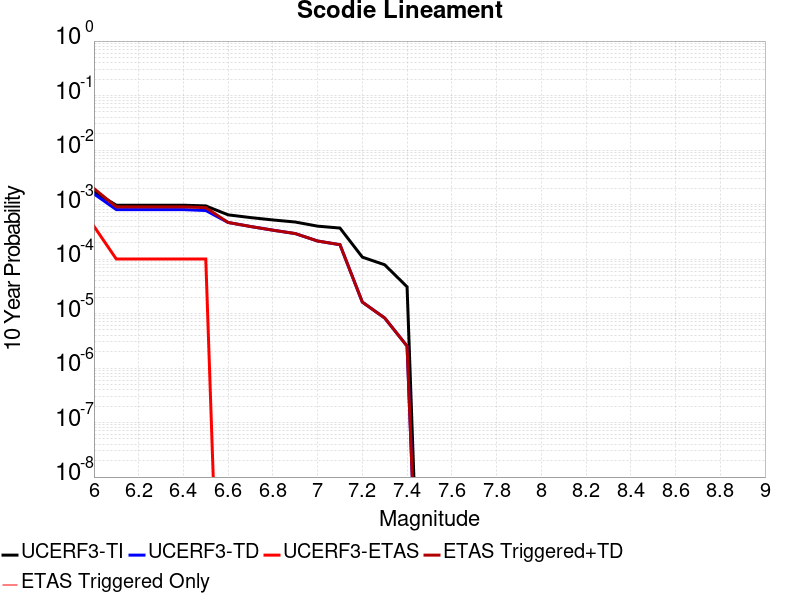 Scodie Lineament
10^0
10^-1
10^-2
10^-3
10^-4
10^-5
10^-6
10^-7
10^-8
10 Year Probability
6 6.2 6.4 6.6 6.8 7 7.2 7.4 7.6 7.8 8 8.2 8.4 8.6 8.8 9
Magnitude
UCERF3-TI UCERF3-TD UCERF3-ETAS ETAS Triggered+TD
ETAS Triggered Only